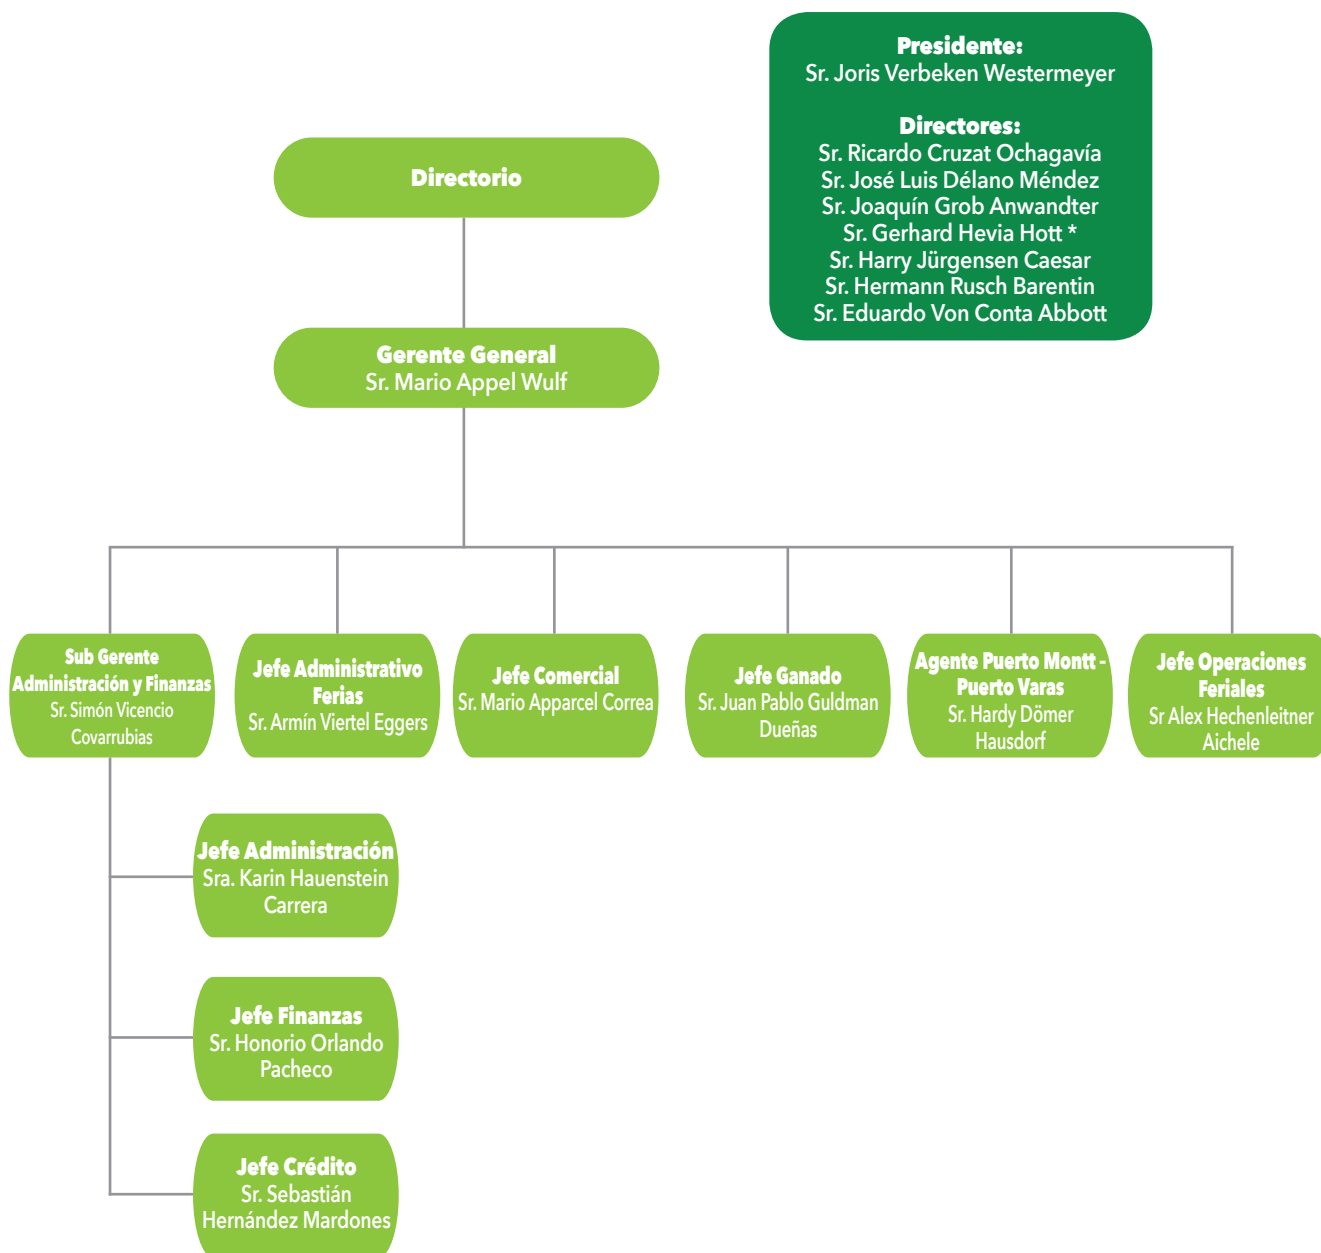 Presidente:
Sr. Joris Verbeken Westermeyer
Directores:
Sr. Ricardo Cruzat Ochagavía
Sr. José Luis Délano Méndez
Sr. Joaquín Grob Anwandter
Sr. Gerhard Hevia Hott *
Sr. Harry Jürgensen Caesar
Sr. Hermann Rusch Barentin
Sr. Eduardo Von Conta Abbott
Directorio
Gerente General
Sr. Mario Appel Wulf
Sub Gerente
Administración y Finanzas
Sr. Simón Vicencio
Covarrubias
Jefe Administrativo
Ferias
Sr. Armín Viertel Eggers
Jefe Comercial
Sr. Mario Apparcel Correa
Jefe Ganado
Sr. Juan Pablo Guldman
Dueñas
Agente Puerto Montt -
Puerto Varas
Sr. Hardy Dömer
Hausdorf
Jefe Operaciones
Feriales
Sr Alex Hechenleitner
Aichele
Jefe Administración
Sra. Karin Hauenstein
Carrera
Jefe Finanzas
Sr. Honorio Orlando
Pacheco
Jefe Crédito
Sr. Sebastián
Hernández Mardones